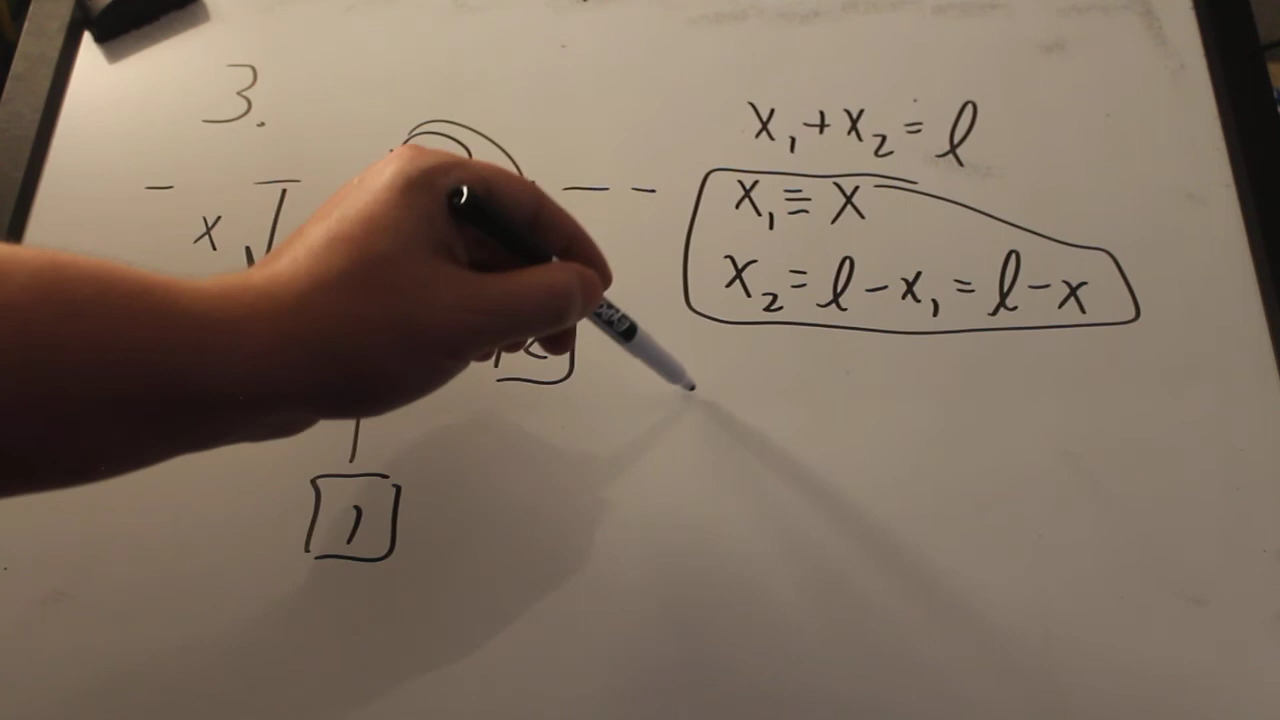 3.
x₁+x₂=ℓ
x
x₁≡x
x₂=ℓ-x₁=ℓ-x
1